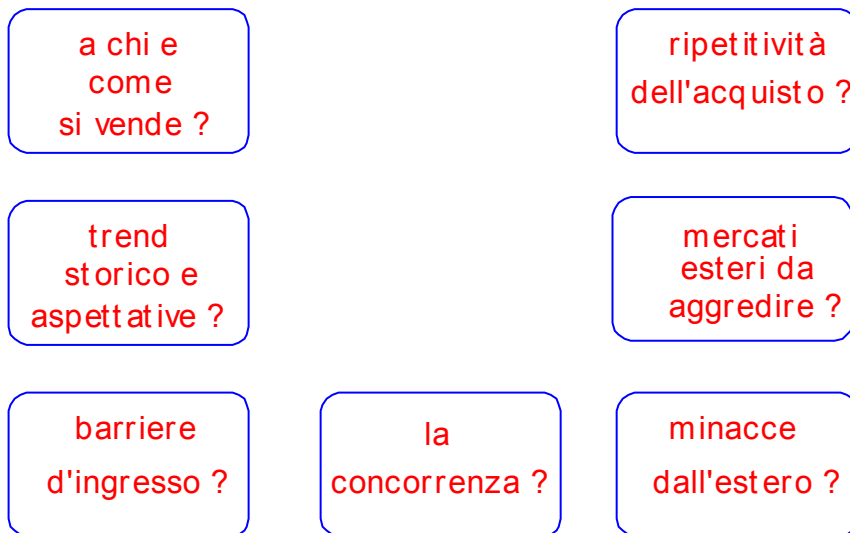 a chi e
come
si vende ?
ripetitività
dell'acquisto ?
trend
storico e
aspettative ?
mercati
esteri da
aggredire ?
barriere
d'ingresso ?
la
concorrenza ?
minacce
dall'estero ?